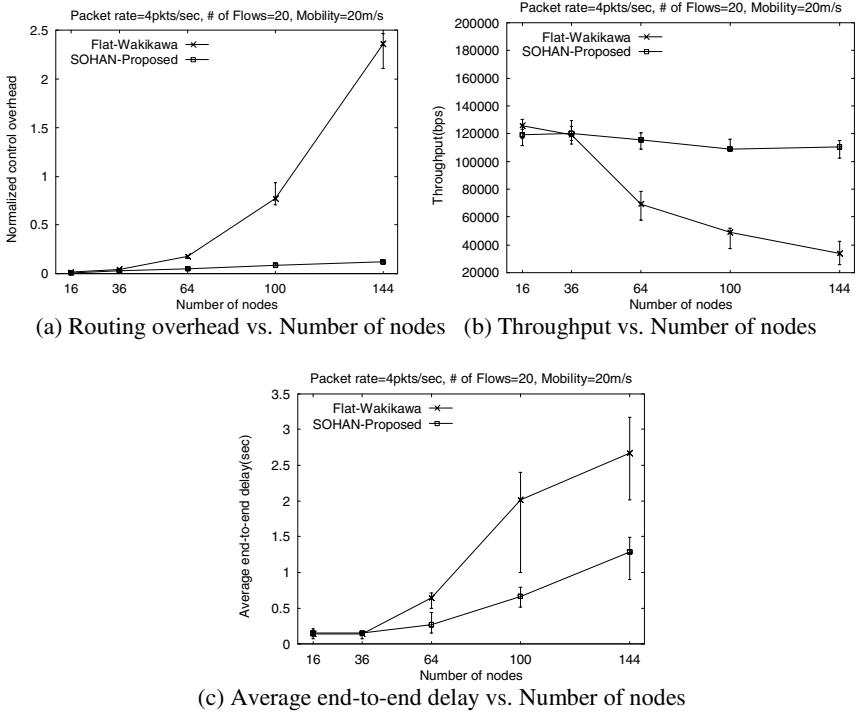 Packet rate=4pkts/sec, # of Flows=20, Mobility=20m/s
2.5
2
1.5
1
0.5
0
Normalized control overhead
Flat-Wakikawa
SOHAN-Proposed
16 36 64 100 144
Number of nodes
(a) Routing overhead vs. Number of nodes
Packet rate=4pkts/sec, # of Flows=20, Mobility=20m/s
200000
180000
160000
140000
120000
100000
80000
60000
40000
20000
Throughput(bps)
Flat-Wakikawa
SOHAN-Proposed
16 36 64 100 144
Number of nodes
(b) Throughput vs. Number of nodes
Packet rate=4pkts/sec, # of Flows=20, Mobility=20m/s
3.5
3
2.5
2
1.5
1
0.5
0
Average end-to-end delay(sec)
Flat-Wakikawa
SOHAN-Proposed
16 36 64 100 144
Number of nodes
(c) Average end-to-end delay vs. Number of nodes